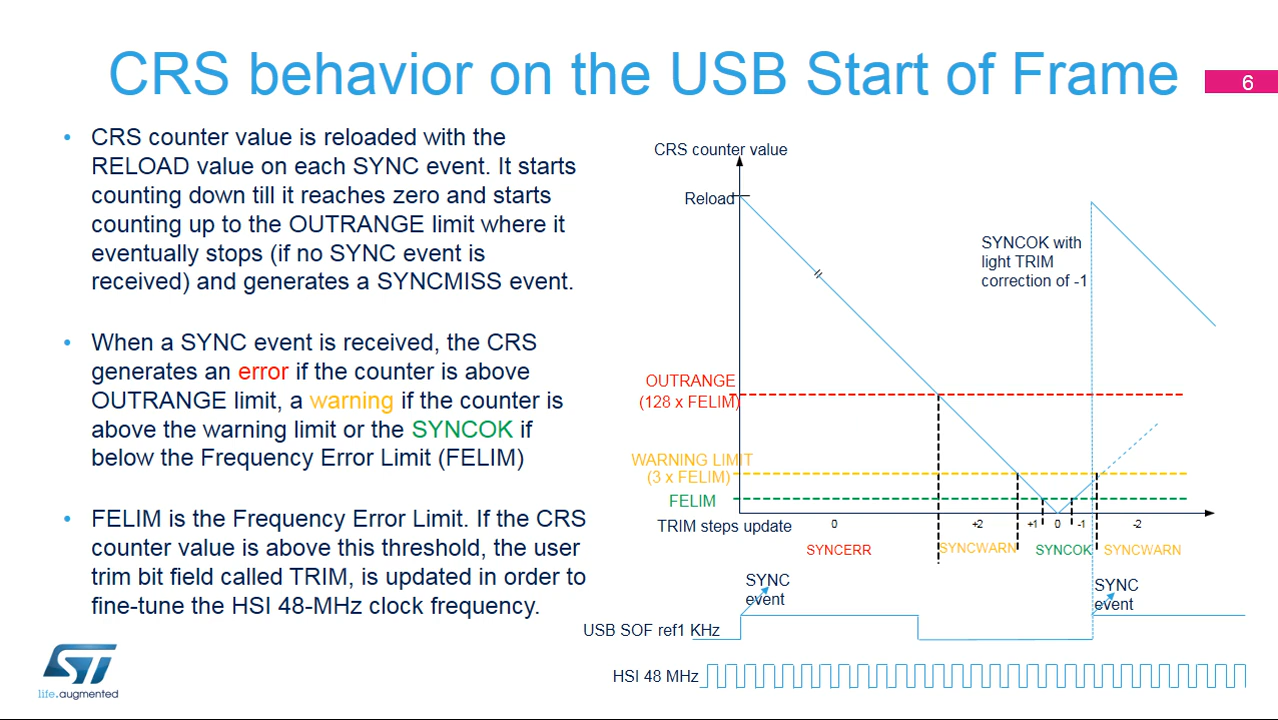 CRS behavior on the USB Start of Frame
6
• CRS counter value is reloaded with the
RELOAD value on each SYNC event. It starts
counting down till it reaches zero and starts
counting up to the OUTRANGE limit where it
eventually stops (if no SYNC event is
received) and generates a SYNCMISS event.
• When a SYNC event is received, the CRS
generates an error if the counter is above
OUTRANGE limit, a warning if the counter is
above the warning limit or the SYNCOK if
below the Frequency Error Limit (FELIM)
• FELIM is the Frequency Error Limit. If the CRS
counter value is above this threshold, the user
trim bit field called TRIM, is updated in order to
fine-tune the HSI 48-MHz clock frequency.
CRS counter value
Reload
SYNCOK with
light TRIM
correction of -1
OUTRANGE
(128 x FELIM)
WARNING LIMIT
(3 x FELIM)
FELIM
TRIM steps update
0 +2 +1 0 -1 -2
SYNCERR SYNCWARN SYNCOK SYNCWARN
SYNC
event
SYNC
event
USB SOF ref1 KHz
HSI 48 MHz
ST
life.augmented